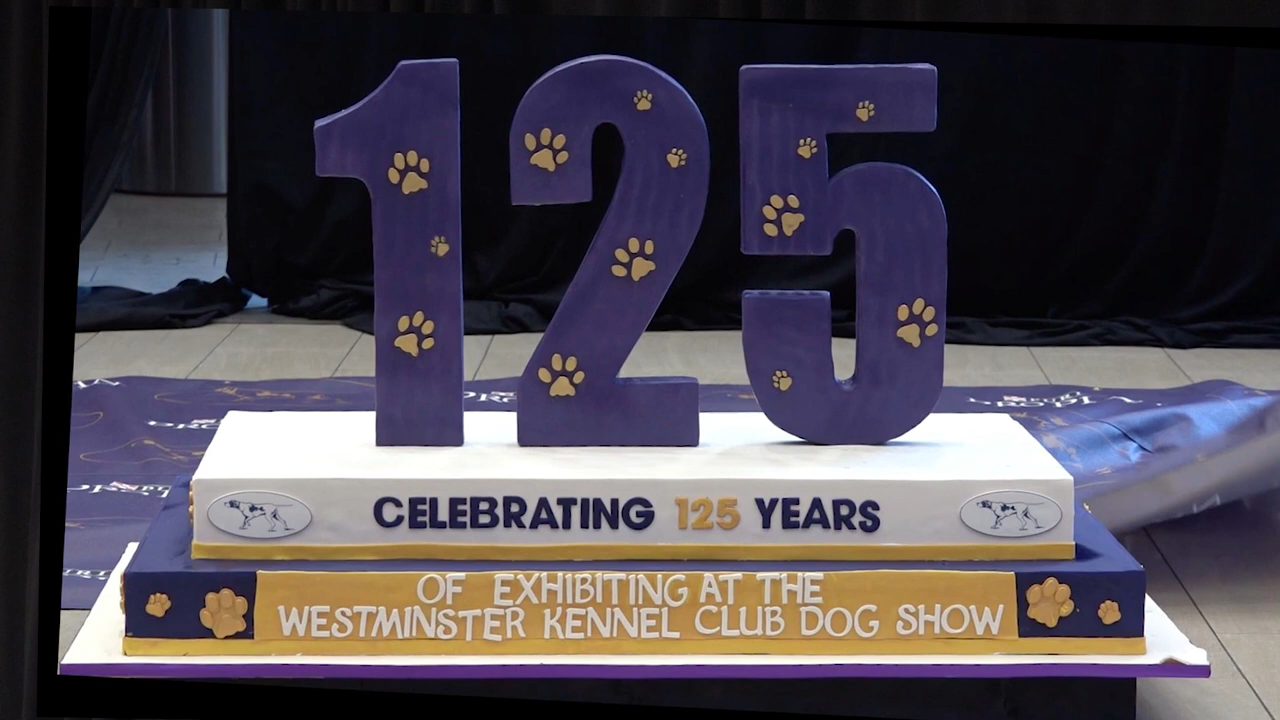 125
CELEBRATING 125 YEARS
OF EXHIBITING AT THE
WESTMINSTER KENNEL CLUB DOG SHOW